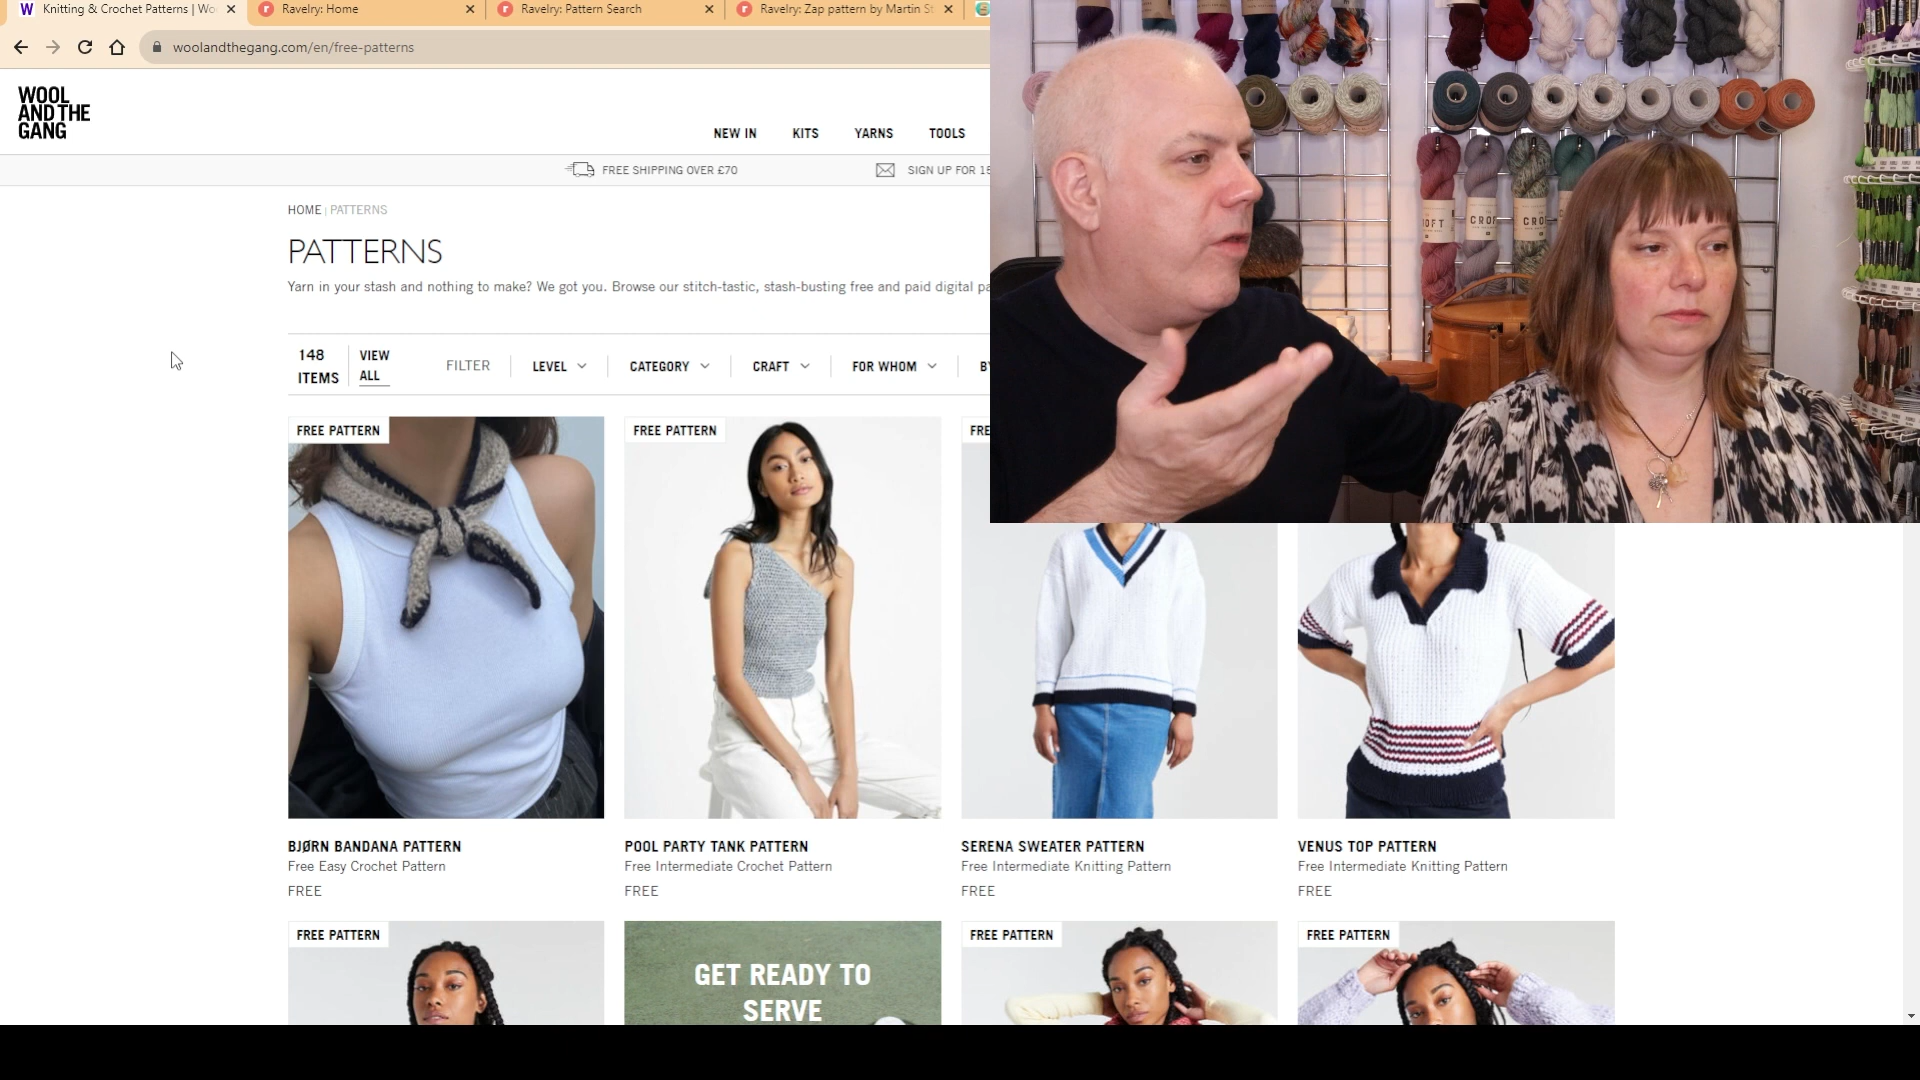 Knitting & Crochet Patterns | Wo
Ravelry: Home
Ravelry: Pattern Search
Ravelry: Zap pattern by Martin St
woolandthegang.com/en/free-patterns
WOOL
AND THE
GANG
NEW IN
KITS
YARNS
TOOLS
FREE SHIPPING OVER £70
SIGN UP FOR 15
HOME | PATTERNS
PATTERNS
Yarn in your stash and nothing to make? We got you. Browse our stitch-tastic, stash-busting free and paid digital pa
148
ITEMS
VIEW
ALL
FILTER
LEVEL
CATEGORY
CRAFT
FOR WHOM
BY
FREE PATTERN
FREE PATTERN
FRE
OFT
CRO
CRO
BJØRN BANDANA PATTERN
Free Easy Crochet Pattern
FREE
POOL PARTY TANK PATTERN
Free Intermediate Crochet Pattern
FREE
SERENA SWEATER PATTERN
Free Intermediate Knitting Pattern
FREE
VENUS TOP PATTERN
Free Intermediate Knitting Pattern
FREE
FREE PATTERN
GET READY TO
SERVE
FREE PATTERN
FREE PATTERN